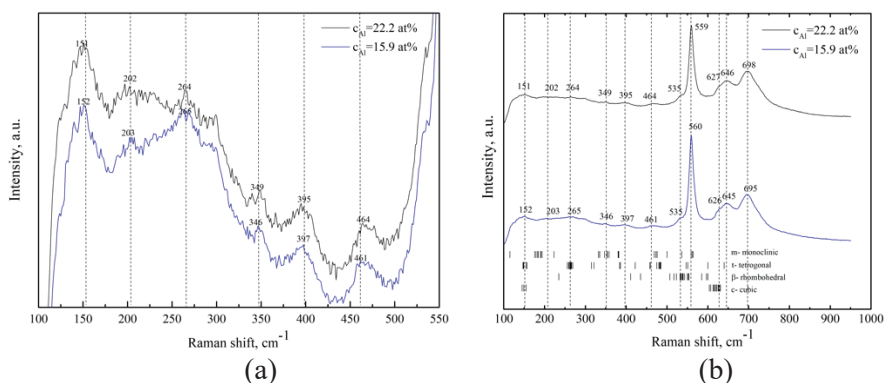 c_Al=22.2 at%
c_Al=15.9 at%
151
202
264
152
203
266
349
395
464
346
397
461
Intensity, a.u.
100 150 200 250 300 350 400 450 500 550
Raman shift, cm⁻¹
(a)
c_Al=22.2 at%
c_Al=15.9 at%
559
151 202 264 349 395 464 535 627 646 698
560
152 203 265 346 397 461 535 626 645 695
m- monoclinic
t- tetrogonal
β- rhombohedral
c- cubic
Intensity, a.u.
100 200 300 400 500 600 700 800 900 1000
Raman shift, cm⁻¹
(b)